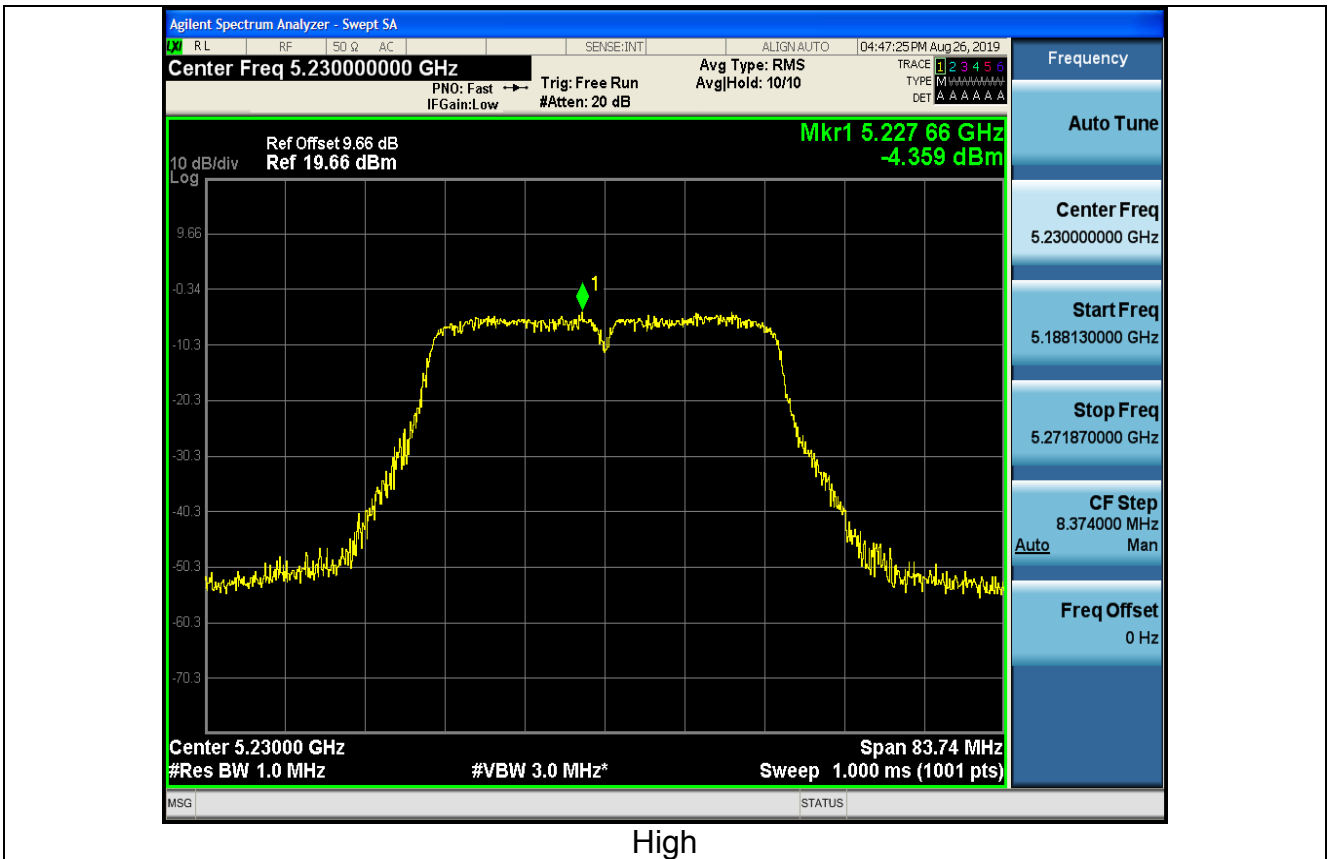 Agilent Spectrum Analyzer - Swept SA
LXI RL RF 50 Ω AC SENSE:INT ALIGN AUTO 04:47:25 PM Aug 26, 2019
Center Freq 5.230000000 GHz
PNO: Fast
IFGain:Low
Trig: Free Run
#Atten: 20 dB
Avg Type: RMS
Avg|Hold: 10/10
TRACE 1 2 3 4 5 6
TYPE M
DET A A A A A A
Ref Offset 9.66 dB
Ref 19.66 dBm
10 dB/div
Log
Mkr1 5.227 66 GHz
-4.359 dBm
9.66
-0.34
-10.3
-20.3
-30.3
-40.3
-50.3
-60.3
-70.3
1
Center 5.23000 GHz
Span 83.74 MHz
#Res BW 1.0 MHz
#VBW 3.0 MHz*
Sweep 1.000 ms (1001 pts)
MSG
STATUS
Frequency
Auto Tune
Center Freq
5.230000000 GHz
Start Freq
5.188130000 GHz
Stop Freq
5.271870000 GHz
CF Step
8.374000 MHz
Auto Man
Freq Offset
0 Hz
High